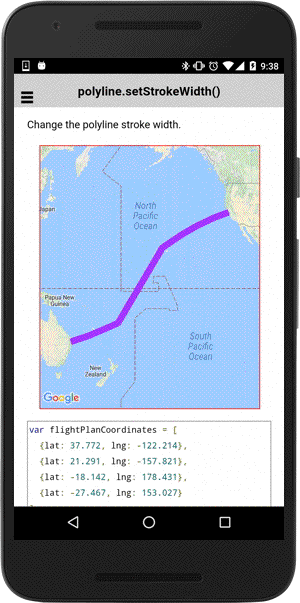 9:38
polyline.setStrokeWidth()
Change the polyline stroke width.
Japan
North
Pacific
Ocean
Papua New
Guinea
South
Pacific
Ocean
New
Zealand
Google
var flightPlanCoordinates = [
{lat: 37.772, lng: -122.214},
{lat: 21.291, lng: -157.821},
{lat: -18.142, lng: 178.431},
{lat: -27.467, lng: 153.027}